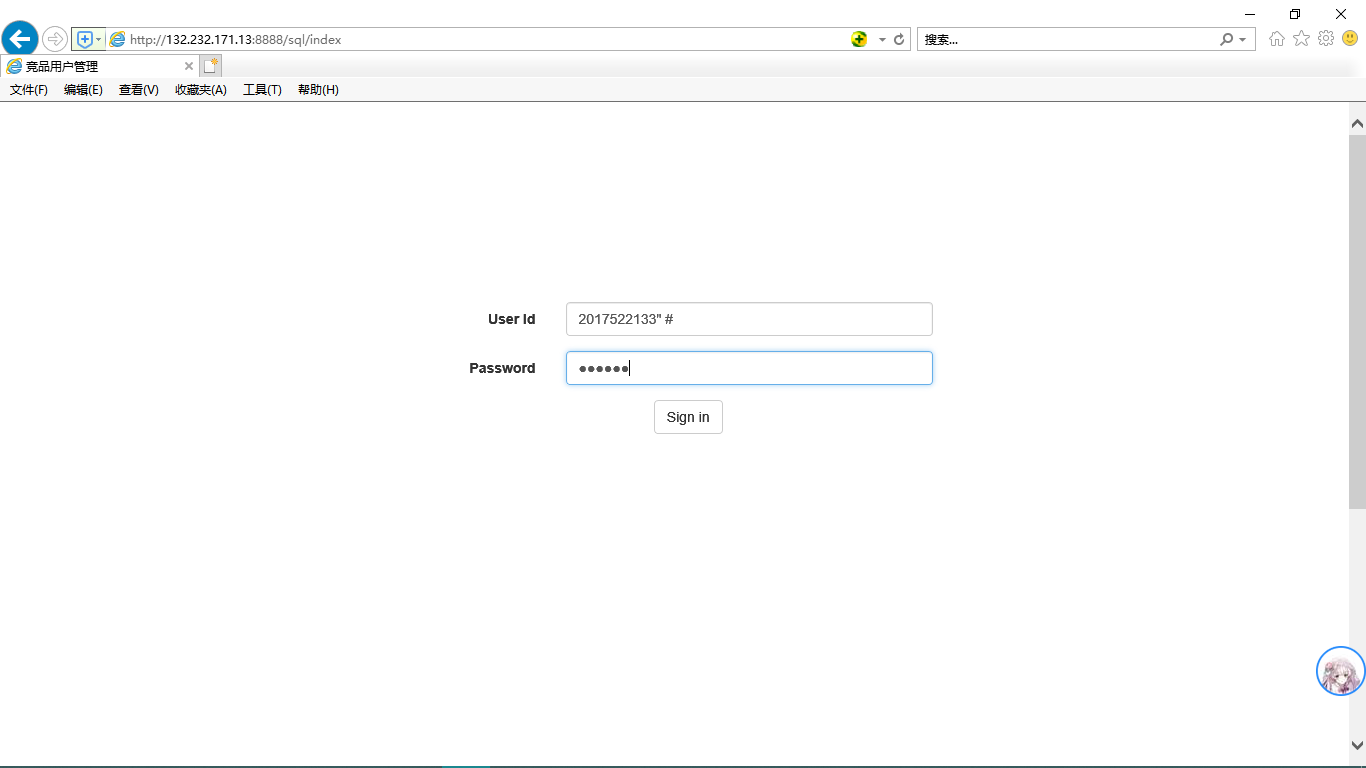 http://132.232.171.13:8888/sql/index
搜索...
竞品用户管理
文件(F) 编辑(E) 查看(V) 收藏夹(A) 工具(T) 帮助(H)
User Id 2017522133" #
Password ●●●●●●
Sign in